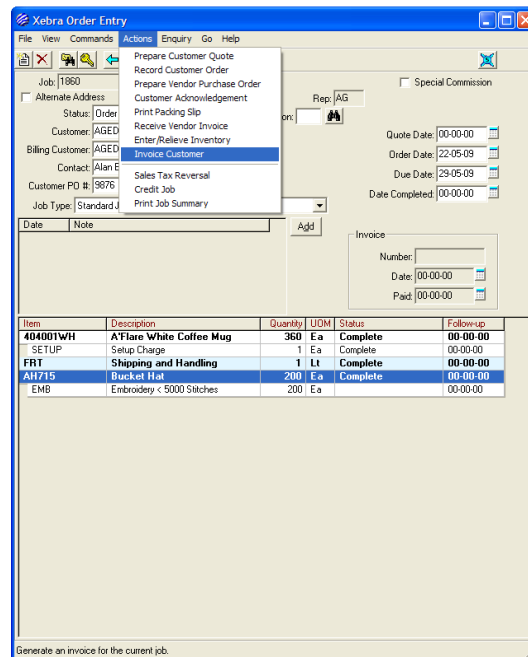 Xebra Order Entry
File View Commands Actions Enquiry Go Help
Prepare Customer Quote
Record Customer Order
Prepare Vendor Purchase Order
Customer Acknowledgement
Print Packing Slip
Receive Vendor Invoice
Enter/Relieve Inventory
Invoice Customer
Sales Tax Reversal
Credit Job
Print Job Summary
Job: 1860
Special Commission
Alternate Address
Rep: AG
Status: Order
on:
Quote Date: 00-00-00
Customer: AGED
Order Date: 22-05-09
Billing Customer: AGED
Due Date: 29-05-09
Contact: Alan B
Date Completed: 00-00-00
Customer PO #: 9876
Job Type: Standard J
Date Note
Add
Invoice
Number:
Date: 00-00-00
Paid: 00-00-00
Item Description Quantity UOM Status Follow-up
404001WH A'Flare White Coffee Mug 360 Ea Complete 00-00-00
SETUP Setup Charge 1 Ea Complete 00-00-00
FRT Shipping and Handling 1 Lt Complete 00-00-00
AH715 Bucket Hat 200 Ea Complete 00-00-00
EMB Embroidery < 5000 Stitches 200 Ea 00-00-00
Generate an invoice for the current job.